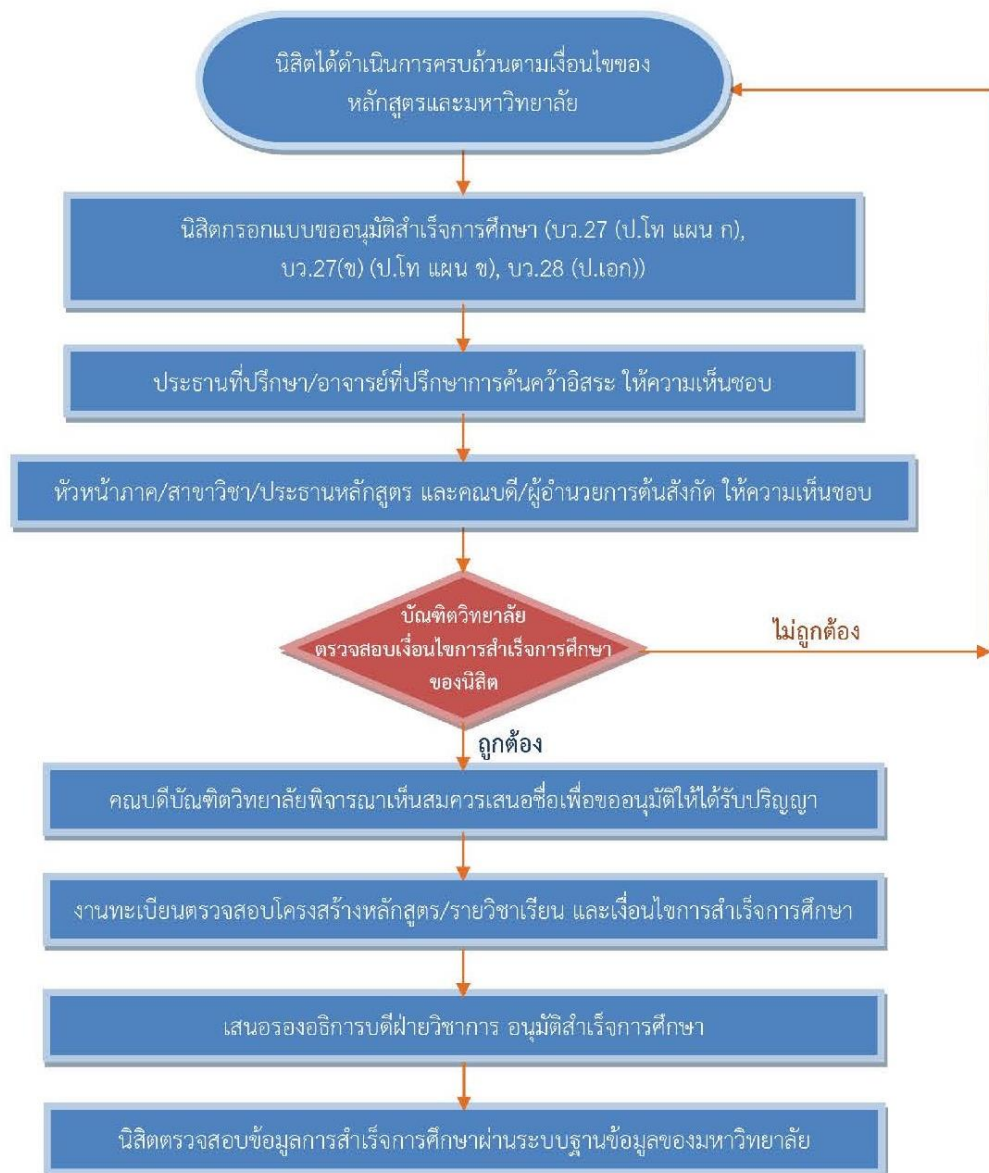 นิสิตได้ดำเนินการครบถ้วนตามเงื่อนไขของ
หลักสูตรและมหาวิทยาลัย
นิสิตกรอกแบบขออนุมัติสำเร็จการศึกษา (บว.27 (ป.โท แผน ก),
บว.27(ข) (ป.โท แผน ข), บว.28 (ป.เอก))
ประธานที่ปรึกษา/อาจารย์ที่ปรึกษาการค้นคว้าอิสระ ให้ความเห็นชอบ
หัวหน้าภาค/สาขาวิชา/ประธานหลักสูตร และคณบดี/ผู้อำนวยการต้นสังกัด ให้ความเห็นชอบ
บัณฑิตวิทยาลัย
ตรวจสอบเงื่อนไขการสำเร็จการศึกษา
ของนิสิต
ไม่ถูกต้อง
ถูกต้อง
คณบดีบัณฑิตวิทยาลัยพิจารณาเห็นสมควรเสนอชื่อเพื่อขออนุมัติให้ได้รับปริญญา
งานทะเบียนตรวจสอบโครงสร้างหลักสูตร/รายวิชาเรียน และเงื่อนไขการสำเร็จการศึกษา
เสนอรองอธิการบดีฝ่ายวิชาการ อนุมัติสำเร็จการศึกษา
นิสิตตรวจสอบข้อมูลการสำเร็จการศึกษาผ่านระบบฐานข้อมูลของมหาวิทยาลัย